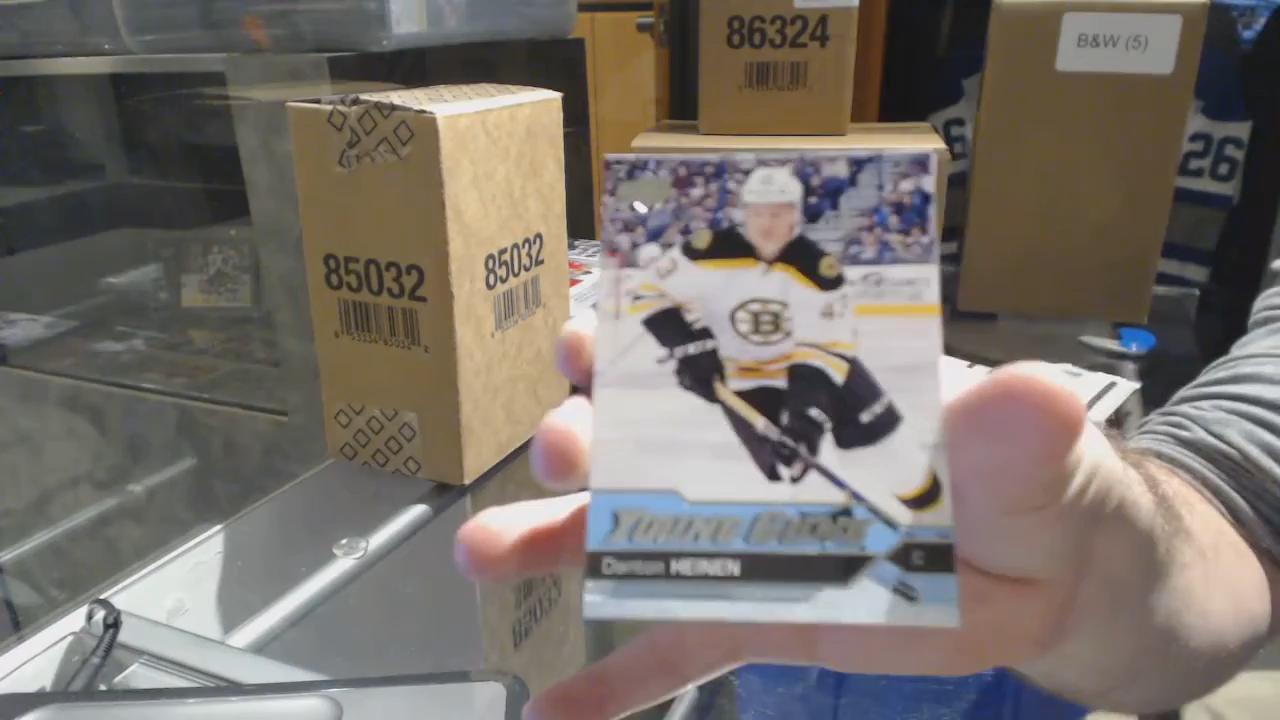 86324
B&W (5)
85032
85032
26
B
YOUNG GUNS
Danton HEINEN
C